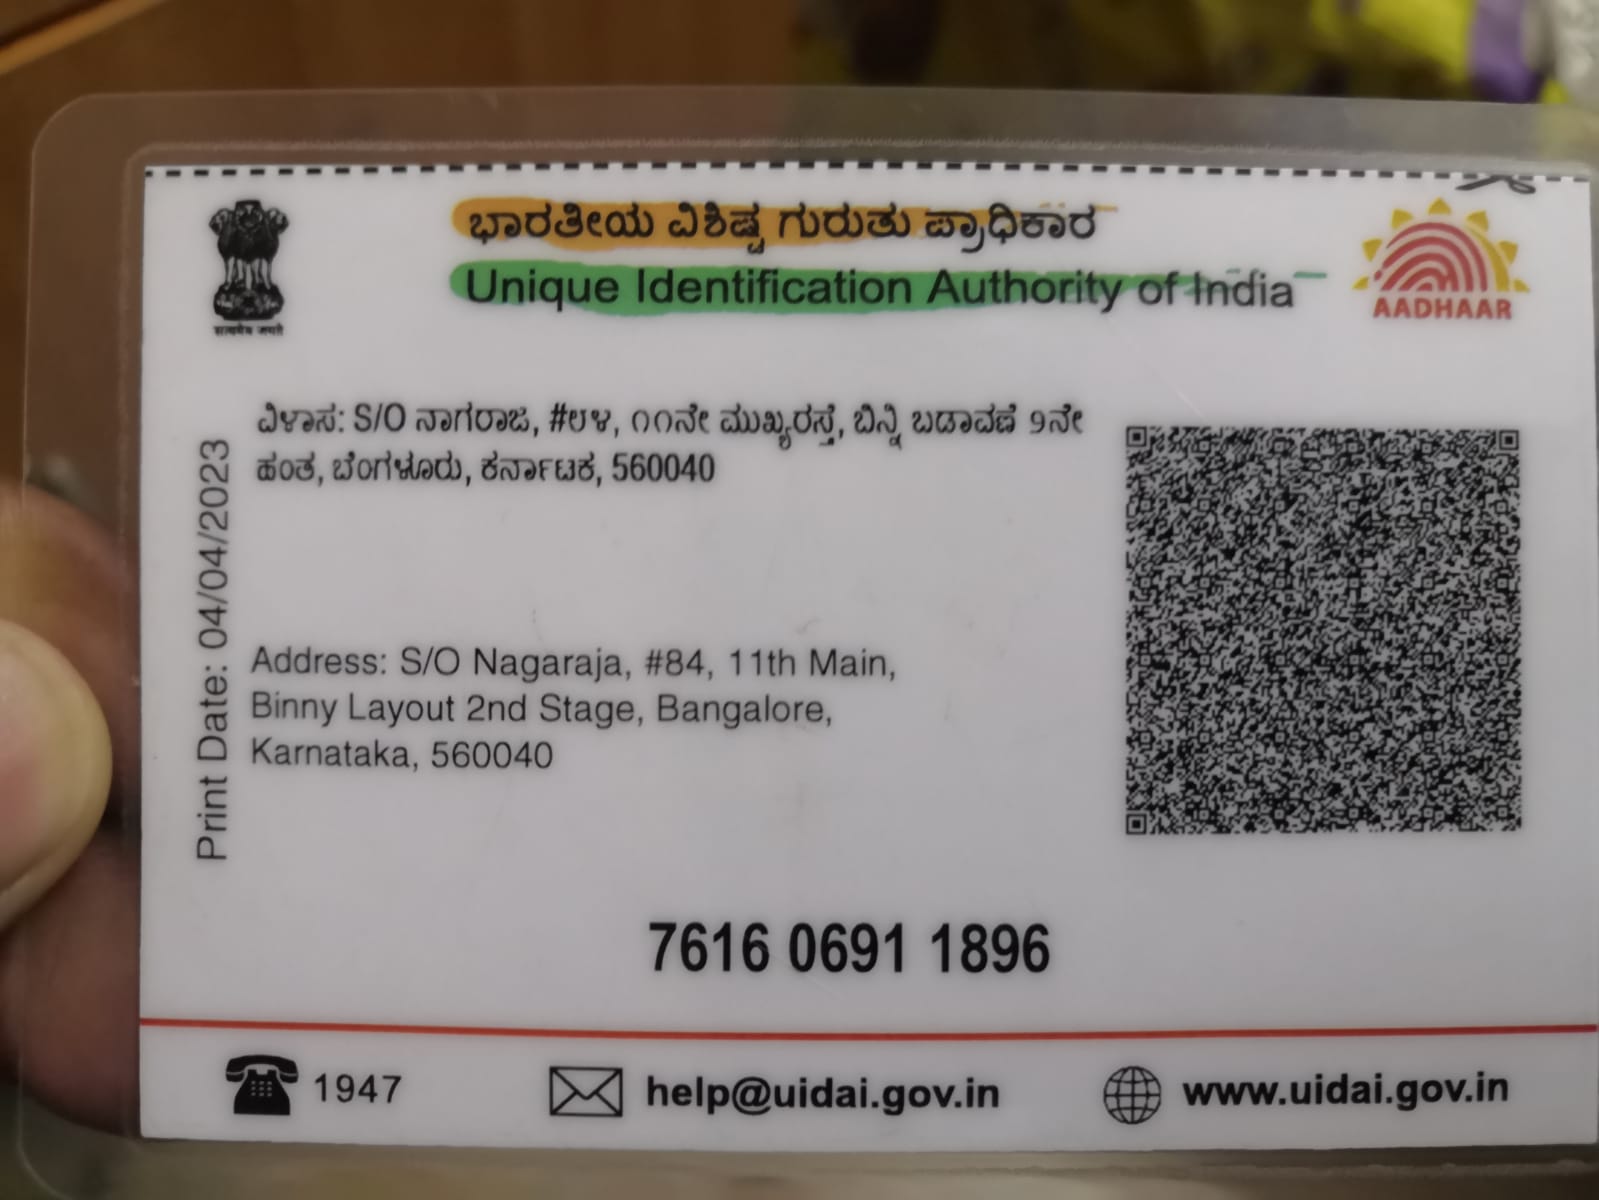 ಭಾರತೀಯ ವಿಶಿಷ್ಟ ಗುರುತು ಪ್ರಾಧಿಕಾರ
Unique Identification Authority of India
सत्यमेव जयते
AADHAAR
ವಿಳಾಸ: S/O ನಾಗರಾಜ, #೮೪, ೧೧ನೇ ಮುಖ್ಯರಸ್ತೆ, ಬಿನ್ನಿ ಬಡಾವಣೆ ೨ನೇ
ಹಂತ, ಬೆಂಗಳೂರು, ಕರ್ನಾಟಕ, 560040
Print Date: 04/04/2023
Address: S/O Nagaraja, #84, 11th Main,
Binny Layout 2nd Stage, Bangalore,
Karnataka, 560040
7616 0691 1896
1947
help@uidai.gov.in
www.uidai.gov.in